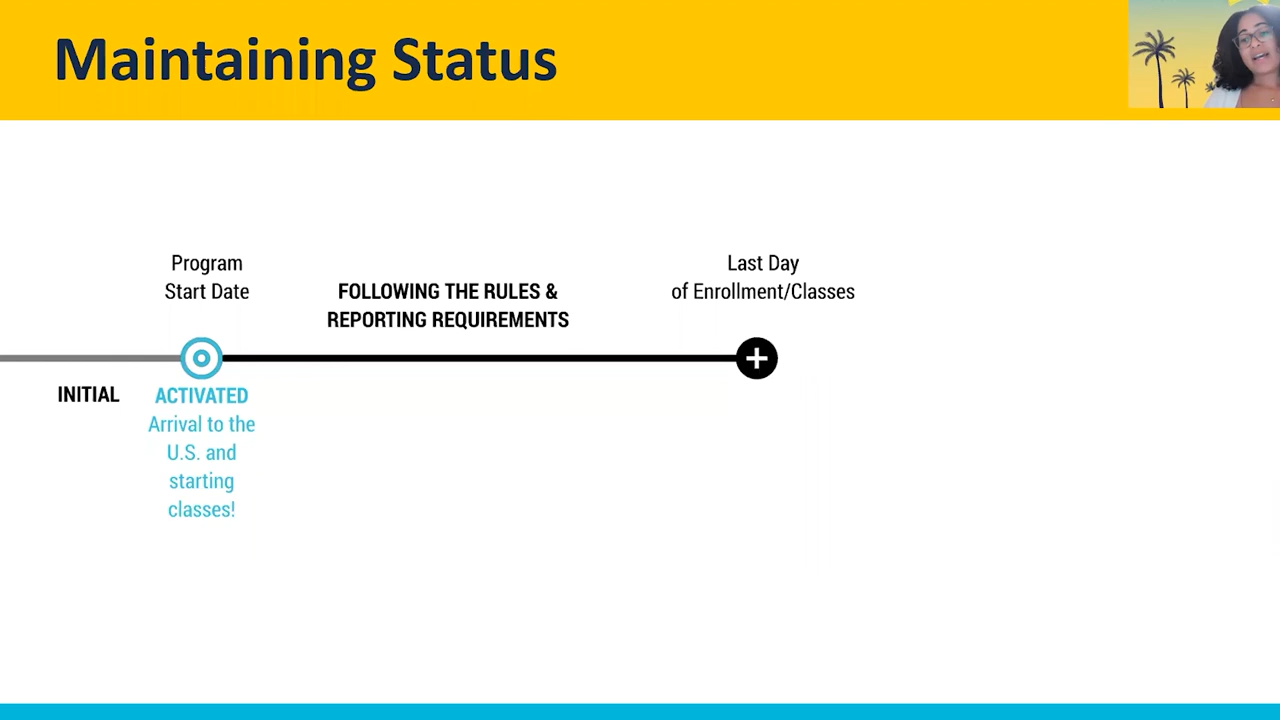 Maintaining Status
Program
Start Date
FOLLOWING THE RULES &
REPORTING REQUIREMENTS
Last Day
of Enrollment/Classes
INITIAL
ACTIVATED
Arrival to the
U.S. and
starting
classes!